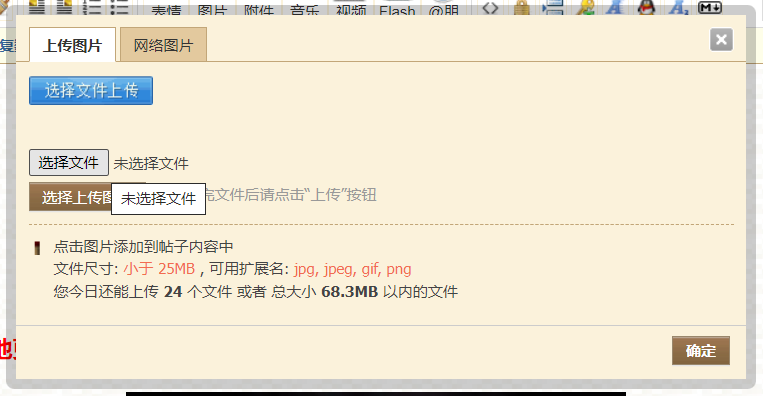 表情 图片 附件 音乐 视频 Flash @朋
上传图片 网络图片
选择文件上传
选择文件 未选择文件
选择上传图 未选择文件 完文件后请点击“上传”按钮
点击图片添加到帖子内容中
文件尺寸: 小于 25MB , 可用扩展名: jpg, jpeg, gif, png
您今日还能上传 24 个文件 或者 总大小 68.3MB 以内的文件
确定